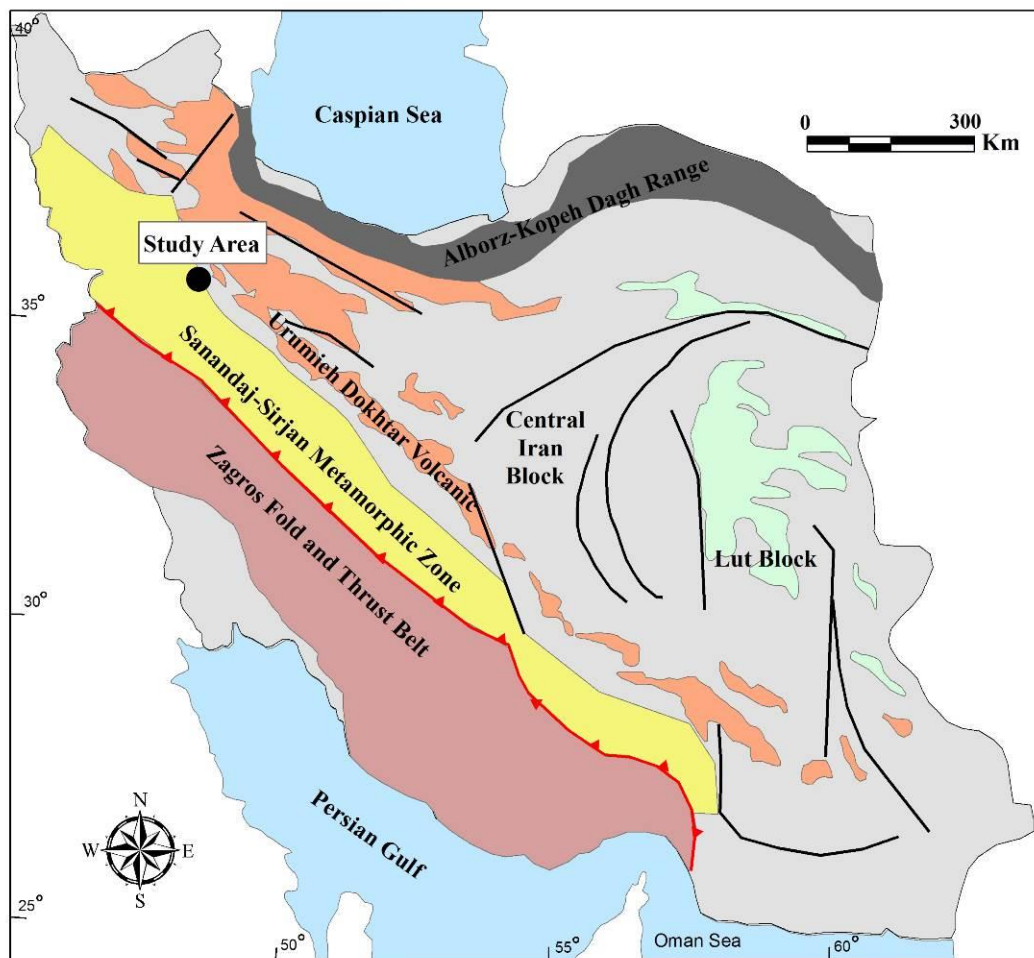 40°
Caspian Sea
0 300
Km
Alborz-Kopeh Dagh Range
Study Area
35°
Urumieh Dokhtar Volcanic
Sanandaj-Sirjan Metamorphic Zone
Central
Iran
Block
Zagros Fold and Thrust Belt
Lut Block
30°
N
W E
S
Persian Gulf
25°
50°
55°
Oman Sea
60°